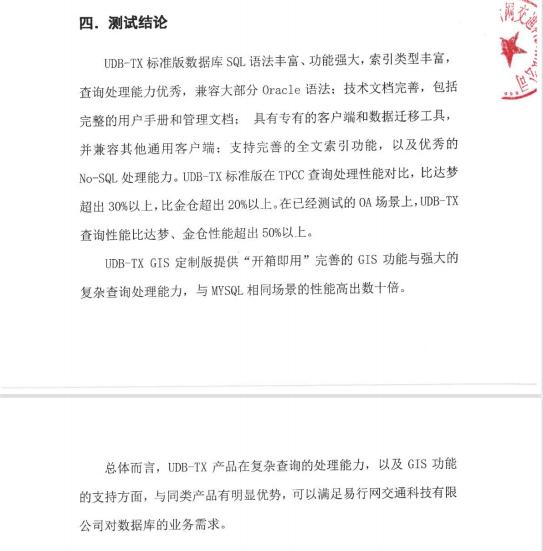 四．测试结论
UDB-TX 标准版数据库 SQL 语法丰富、功能强大，索引类型丰富，
查询处理能力优秀，兼容大部分 Oracle 语法；技术文档完善，包括
完整的用户手册和管理文档； 具有专有的客户端和数据迁移工具，
并兼容其他通用客户端；支持完善的全文索引功能，以及优秀的
No-SQL 处理能力。UDB-TX 标准版在 TPCC 查询处理性能对比，比达梦
超出 30%以上，比金仓超出 20%以上。在已经测试的 OA 场景上，UDB-TX
查询性能比达梦、金仓性能超出 50%以上。
UDB-TX GIS 定制版提供“开箱即用”完善的 GIS 功能与强大的
复杂查询处理能力，与 MYSQL 相同场景的性能高出数十倍。
总体而言，UDB-TX 产品在复杂查询的处理能力，以及 GIS 功能
的支持方面，与同类产品有明显优势，可以满足易行网交通科技有限
公司对数据库的业务需求。
网交通
公司